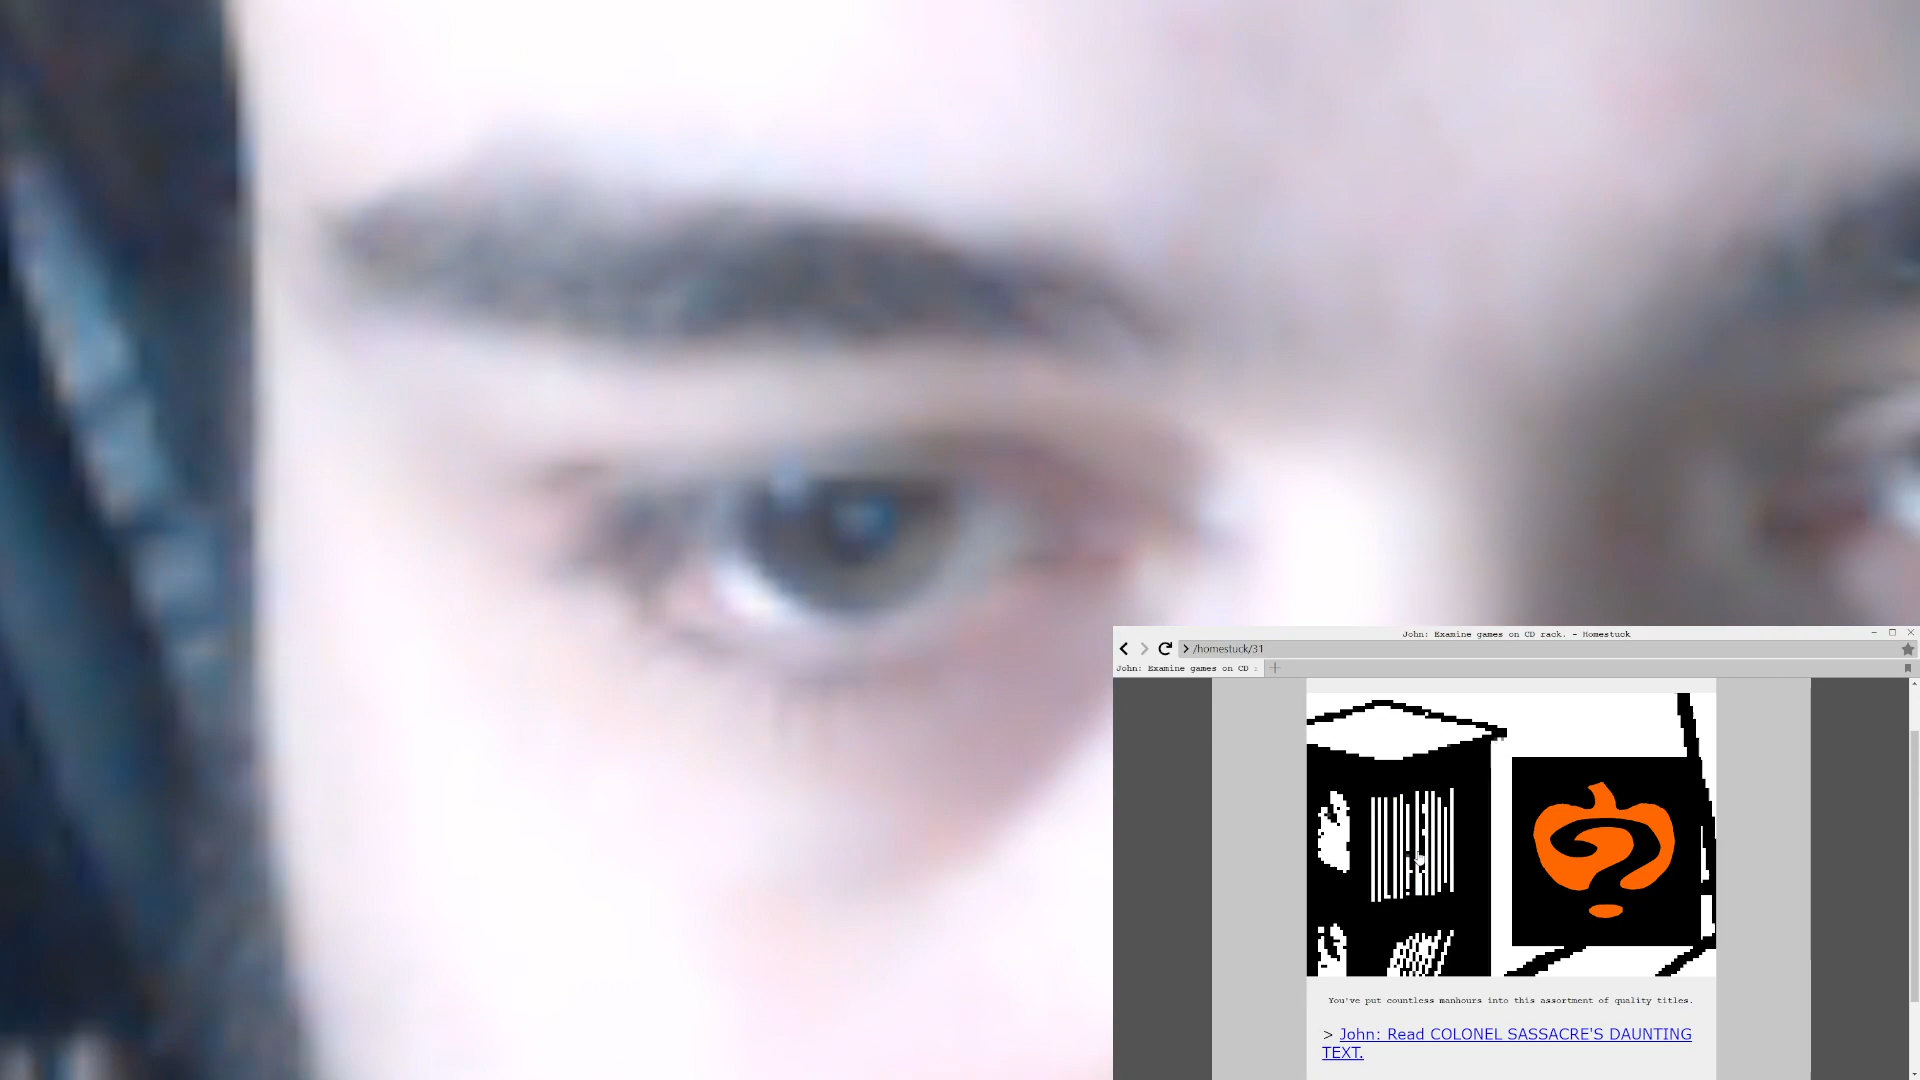 John: Examine games on CD rack. - Homestuck
/homestuck/31
John: Examine games on CD :
You've put countless manhours into this assortment of quality titles.
> John: Read COLONEL SASSACRE'S DAUNTING
TEXT.